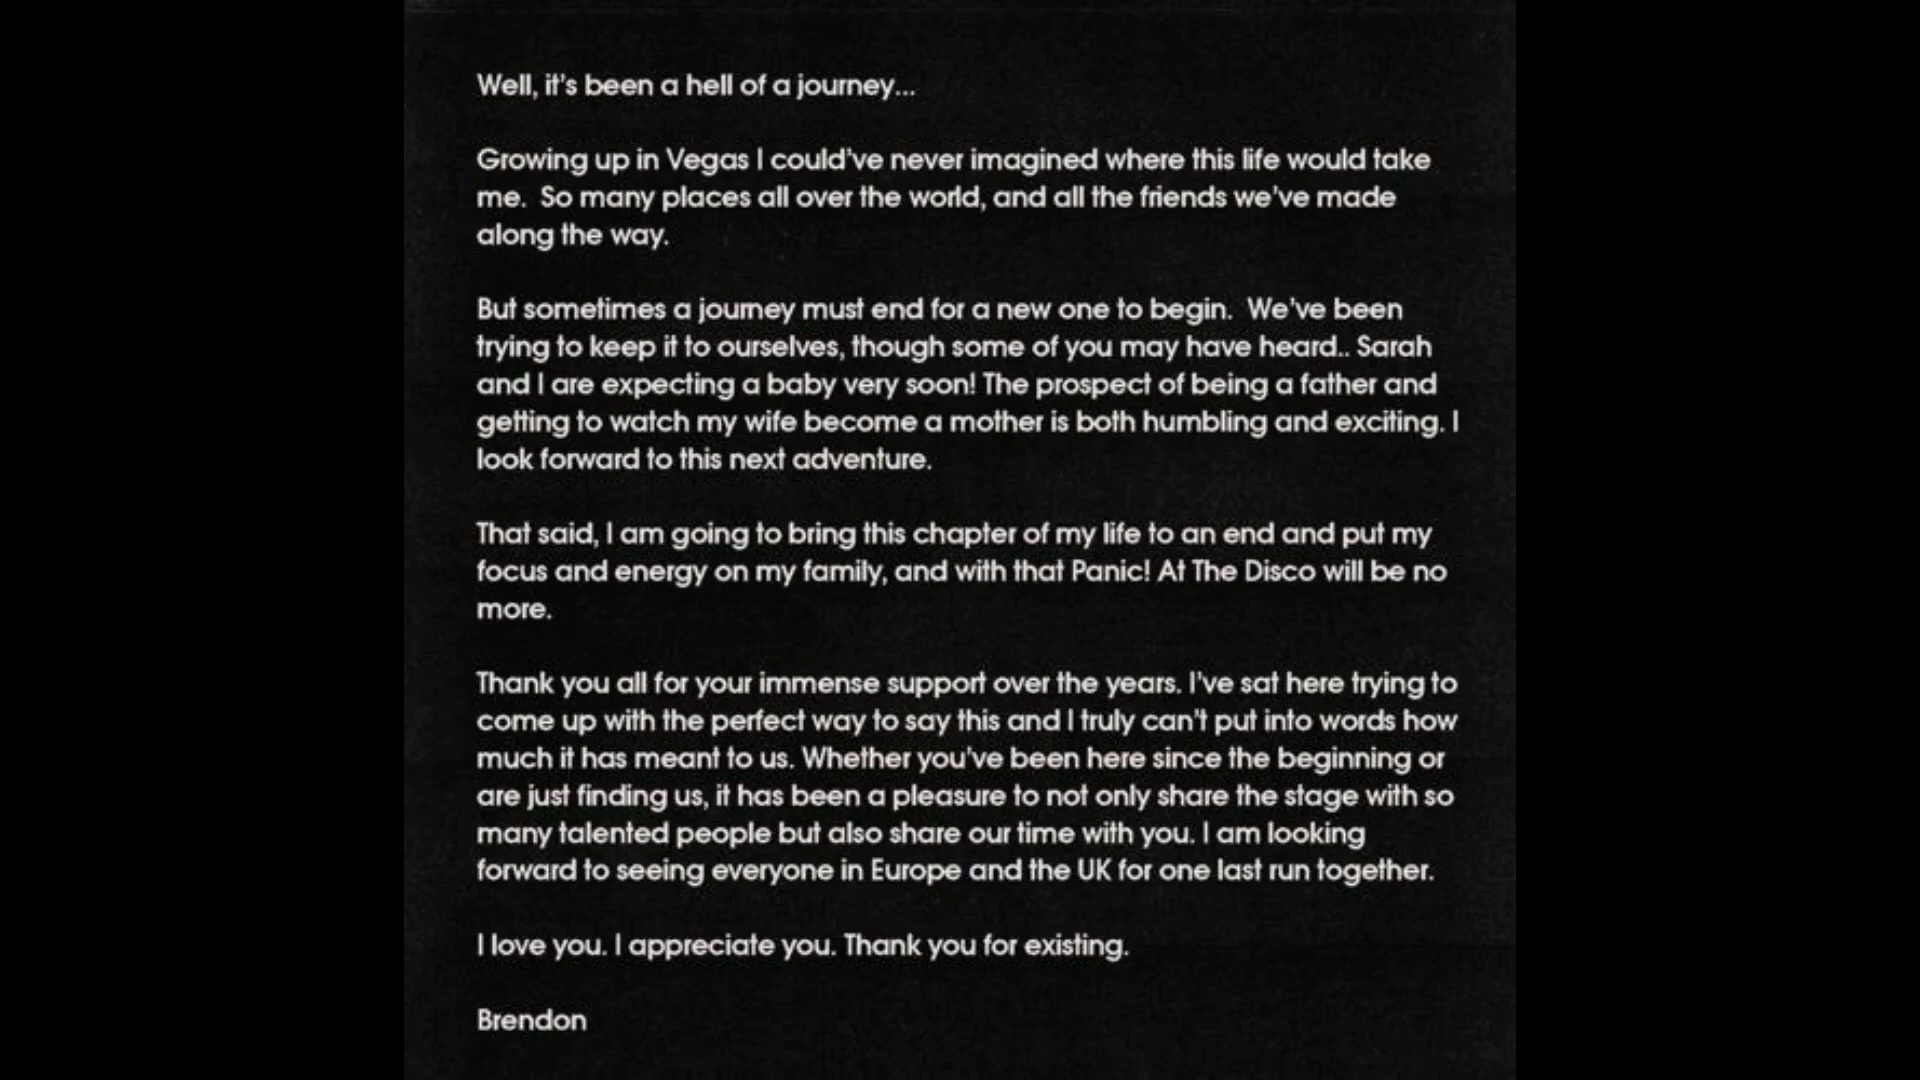 Well, it's been a hell of a journey...
Growing up in Vegas I could've never imagined where this life would take
me.  So many places all over the world, and all the friends we've made
along the way.
But sometimes a journey must end for a new one to begin.  We've been
trying to keep it to ourselves, though some of you may have heard.. Sarah
and I are expecting a baby very soon! The prospect of being a father and
getting to watch my wife become a mother is both humbling and exciting. I
look forward to this next adventure.
That said, I am going to bring this chapter of my life to an end and put my
focus and energy on my family, and with that Panic! At The Disco will be no
more.
Thank you all for your immense support over the years. I've sat here trying to
come up with the perfect way to say this and I truly can't put into words how
much it has meant to us. Whether you've been here since the beginning or
are just finding us, it has been a pleasure to not only share the stage with so
many talented people but also share our time with you. I am looking
forward to seeing everyone in Europe and the UK for one last run together.
I love you. I appreciate you. Thank you for existing.
Brendon